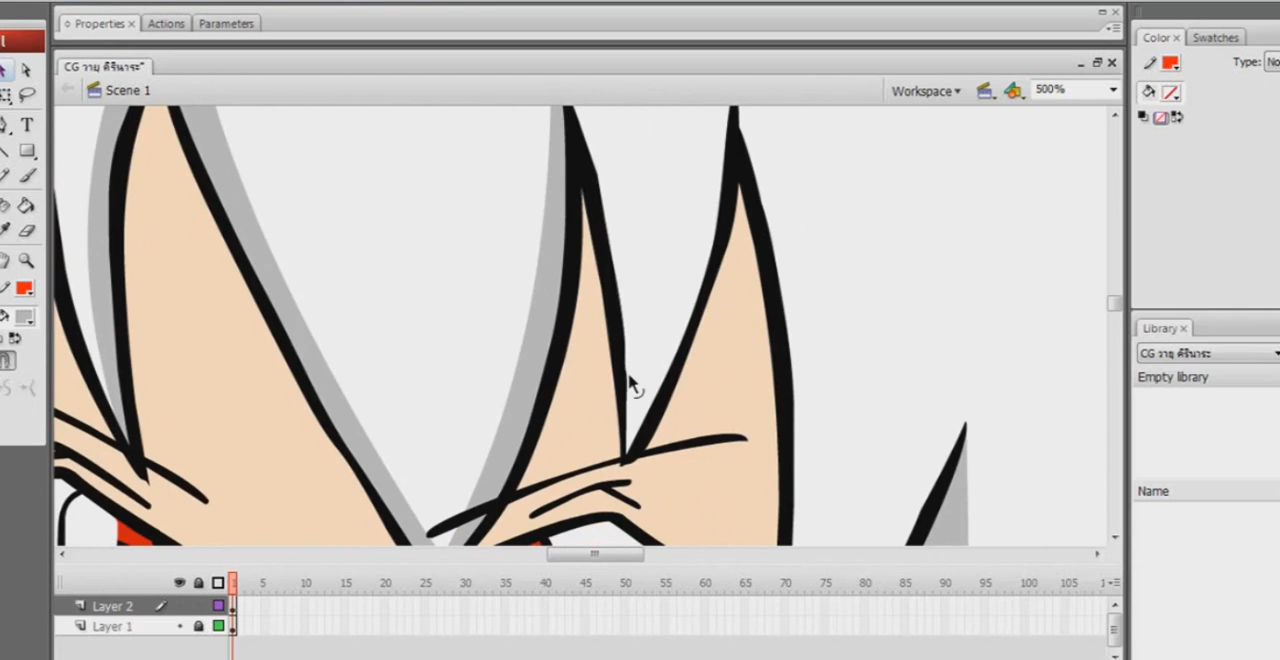 Properties Actions Parameters
CG วายุ คีรีนาระ*
Scene 1
Workspace
500%
Color Swatches
Type:
Library
CG วายุ คีรีนาระ
Empty library
Name
5 10 15 20 25 30 35 40 45 50 55 60 65 70 75 80 85 90 95 100 105
Layer 2
Layer 1